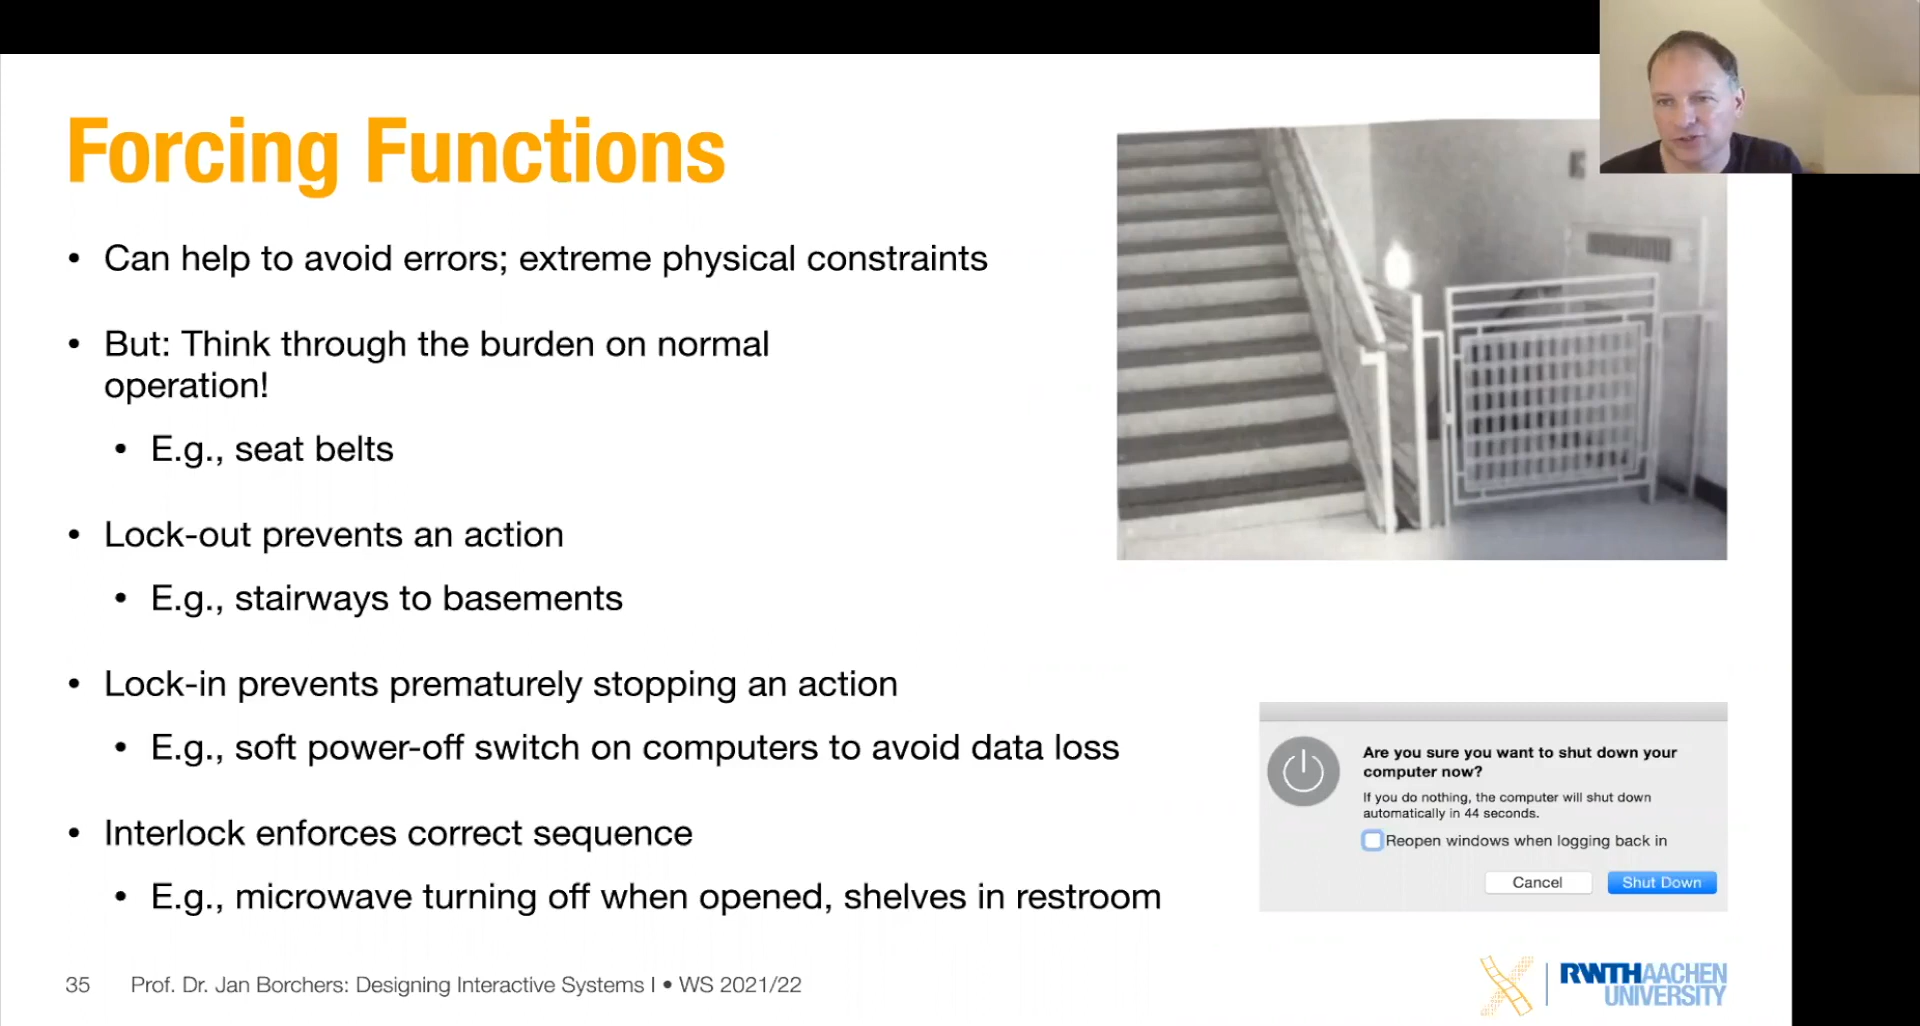 Forcing Functions
• Can help to avoid errors; extreme physical constraints
• But: Think through the burden on normal
operation!
• E.g., seat belts
• Lock-out prevents an action
• E.g., stairways to basements
• Lock-in prevents prematurely stopping an action
• E.g., soft power-off switch on computers to avoid data loss
• Interlock enforces correct sequence
• E.g., microwave turning off when opened, shelves in restroom
Are you sure you want to shut down your
computer now?
If you do nothing, the computer will shut down
automatically in 44 seconds.
Reopen windows when logging back in
Cancel Shut Down
35 Prof. Dr. Jan Borchers: Designing Interactive Systems I • WS 2021/22
RWTHAACHEN
UNIVERSITY